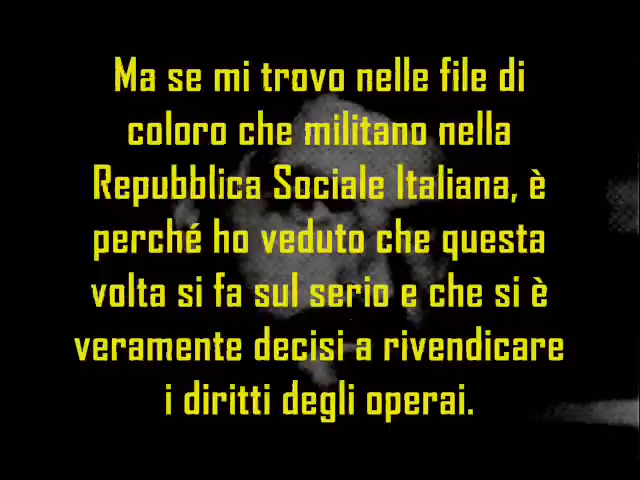 Ma se mi trovo nelle file di
coloro che militano nella
Repubblica Sociale Italiana, è
perché ho veduto che questa
volta si fa sul serio e che si è
veramente decisi a rivendicare
i diritti degli operai.